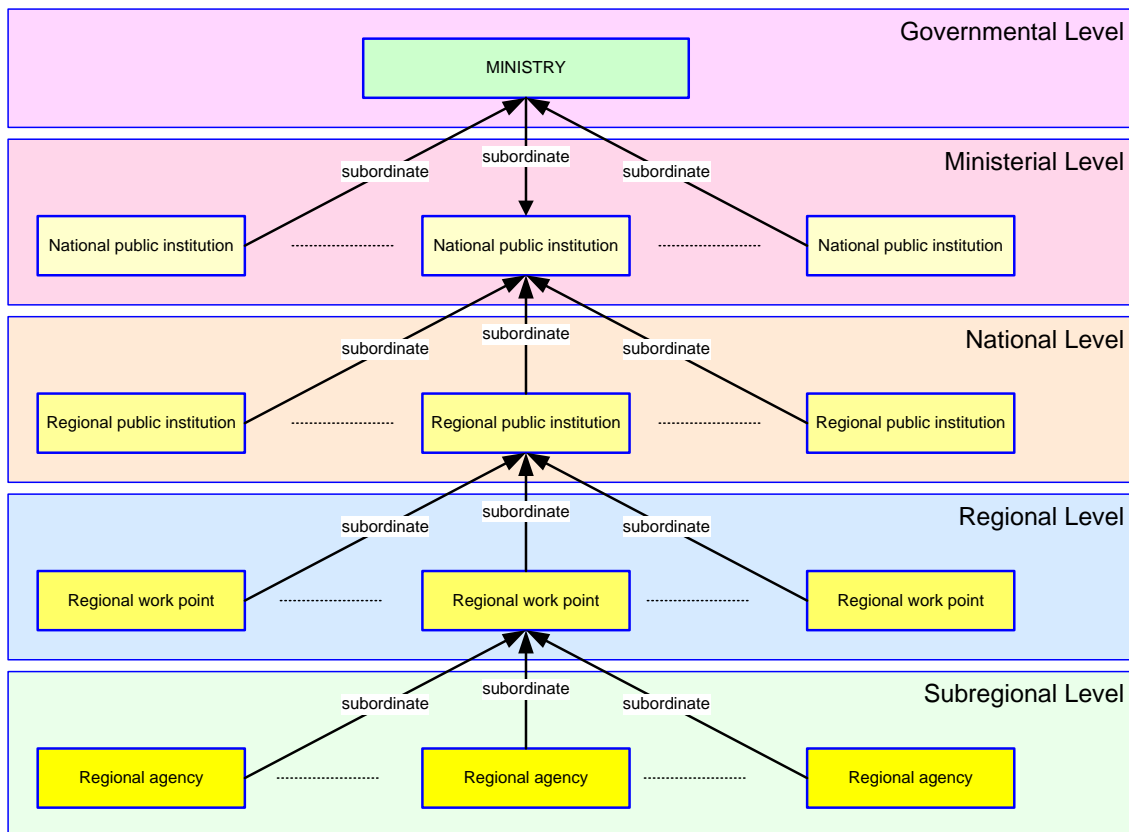 Governmental Level
MINISTRY
subordinate
subordinate
subordinate
Ministerial Level
National public institution
National public institution
National public institution
subordinate
subordinate
subordinate
National Level
Regional public institution
Regional public institution
Regional public institution
subordinate
subordinate
subordinate
Regional Level
Regional work point
Regional work point
Regional work point
subordinate
subordinate
subordinate
Subregional Level
Regional agency
Regional agency
Regional agency